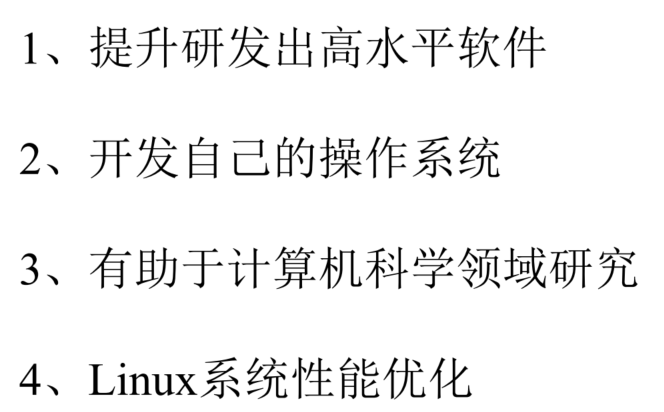 1、提升研发出高水平软件
2、开发自己的操作系统
3、有助于计算机科学领域研究
4、Linux系统性能优化